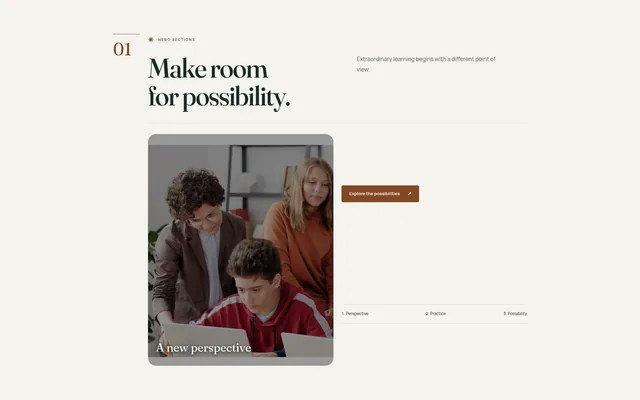 01
HERO SECTIONS
Make room
for possibility.
Extraordinary learning begins with a different point of
view.
Explore the possibilities ↗
A new perspective
1. Perspective
2. Practice
3. Possibility